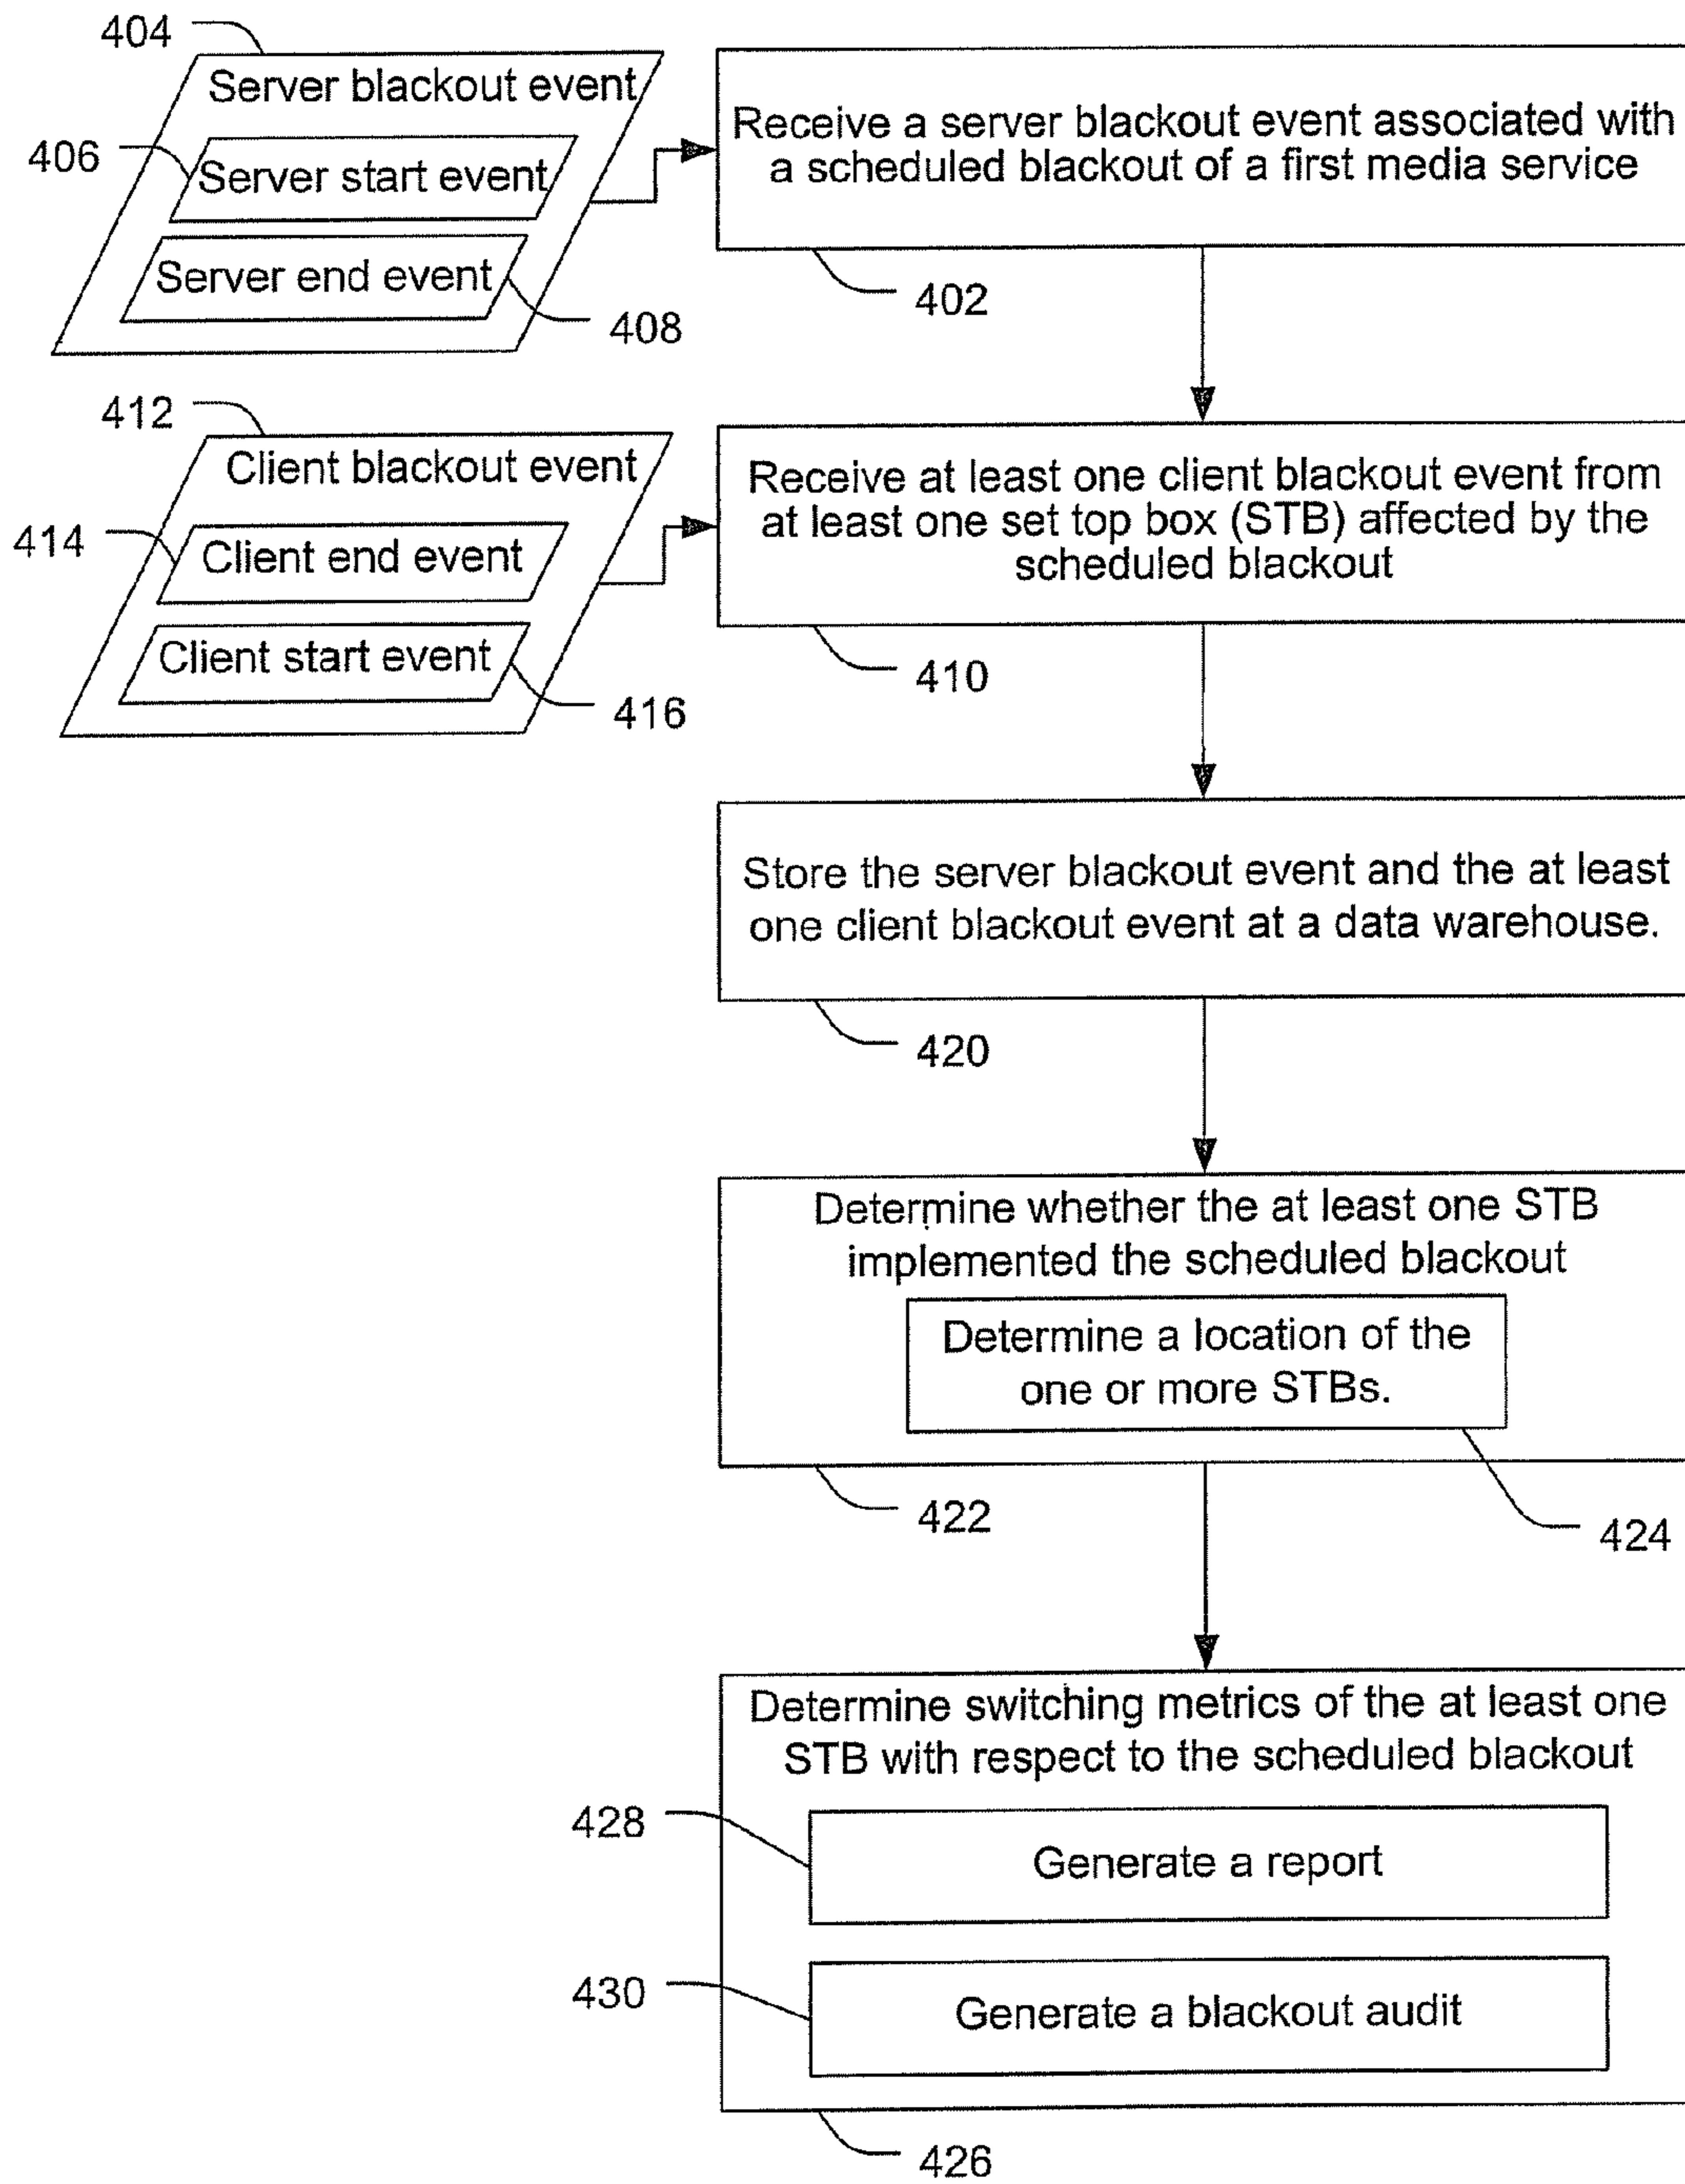 404
Server blackout event
406
Server start event
Server end event
408
Receive a server blackout event associated with
a scheduled blackout of a first media service
402
412
Client blackout event
414
Client end event
Client start event
416
Receive at least one client blackout event from
at least one set top box (STB) affected by the
scheduled blackout
410
Store the server blackout event and the at least
one client blackout event at a data warehouse.
420
Determine whether the at least one STB
implemented the scheduled blackout
Determine a location of the
one or more STBs.
422
424
Determine switching metrics of the at least one
STB with respect to the scheduled blackout
428
Generate a report
430
Generate a blackout audit
426